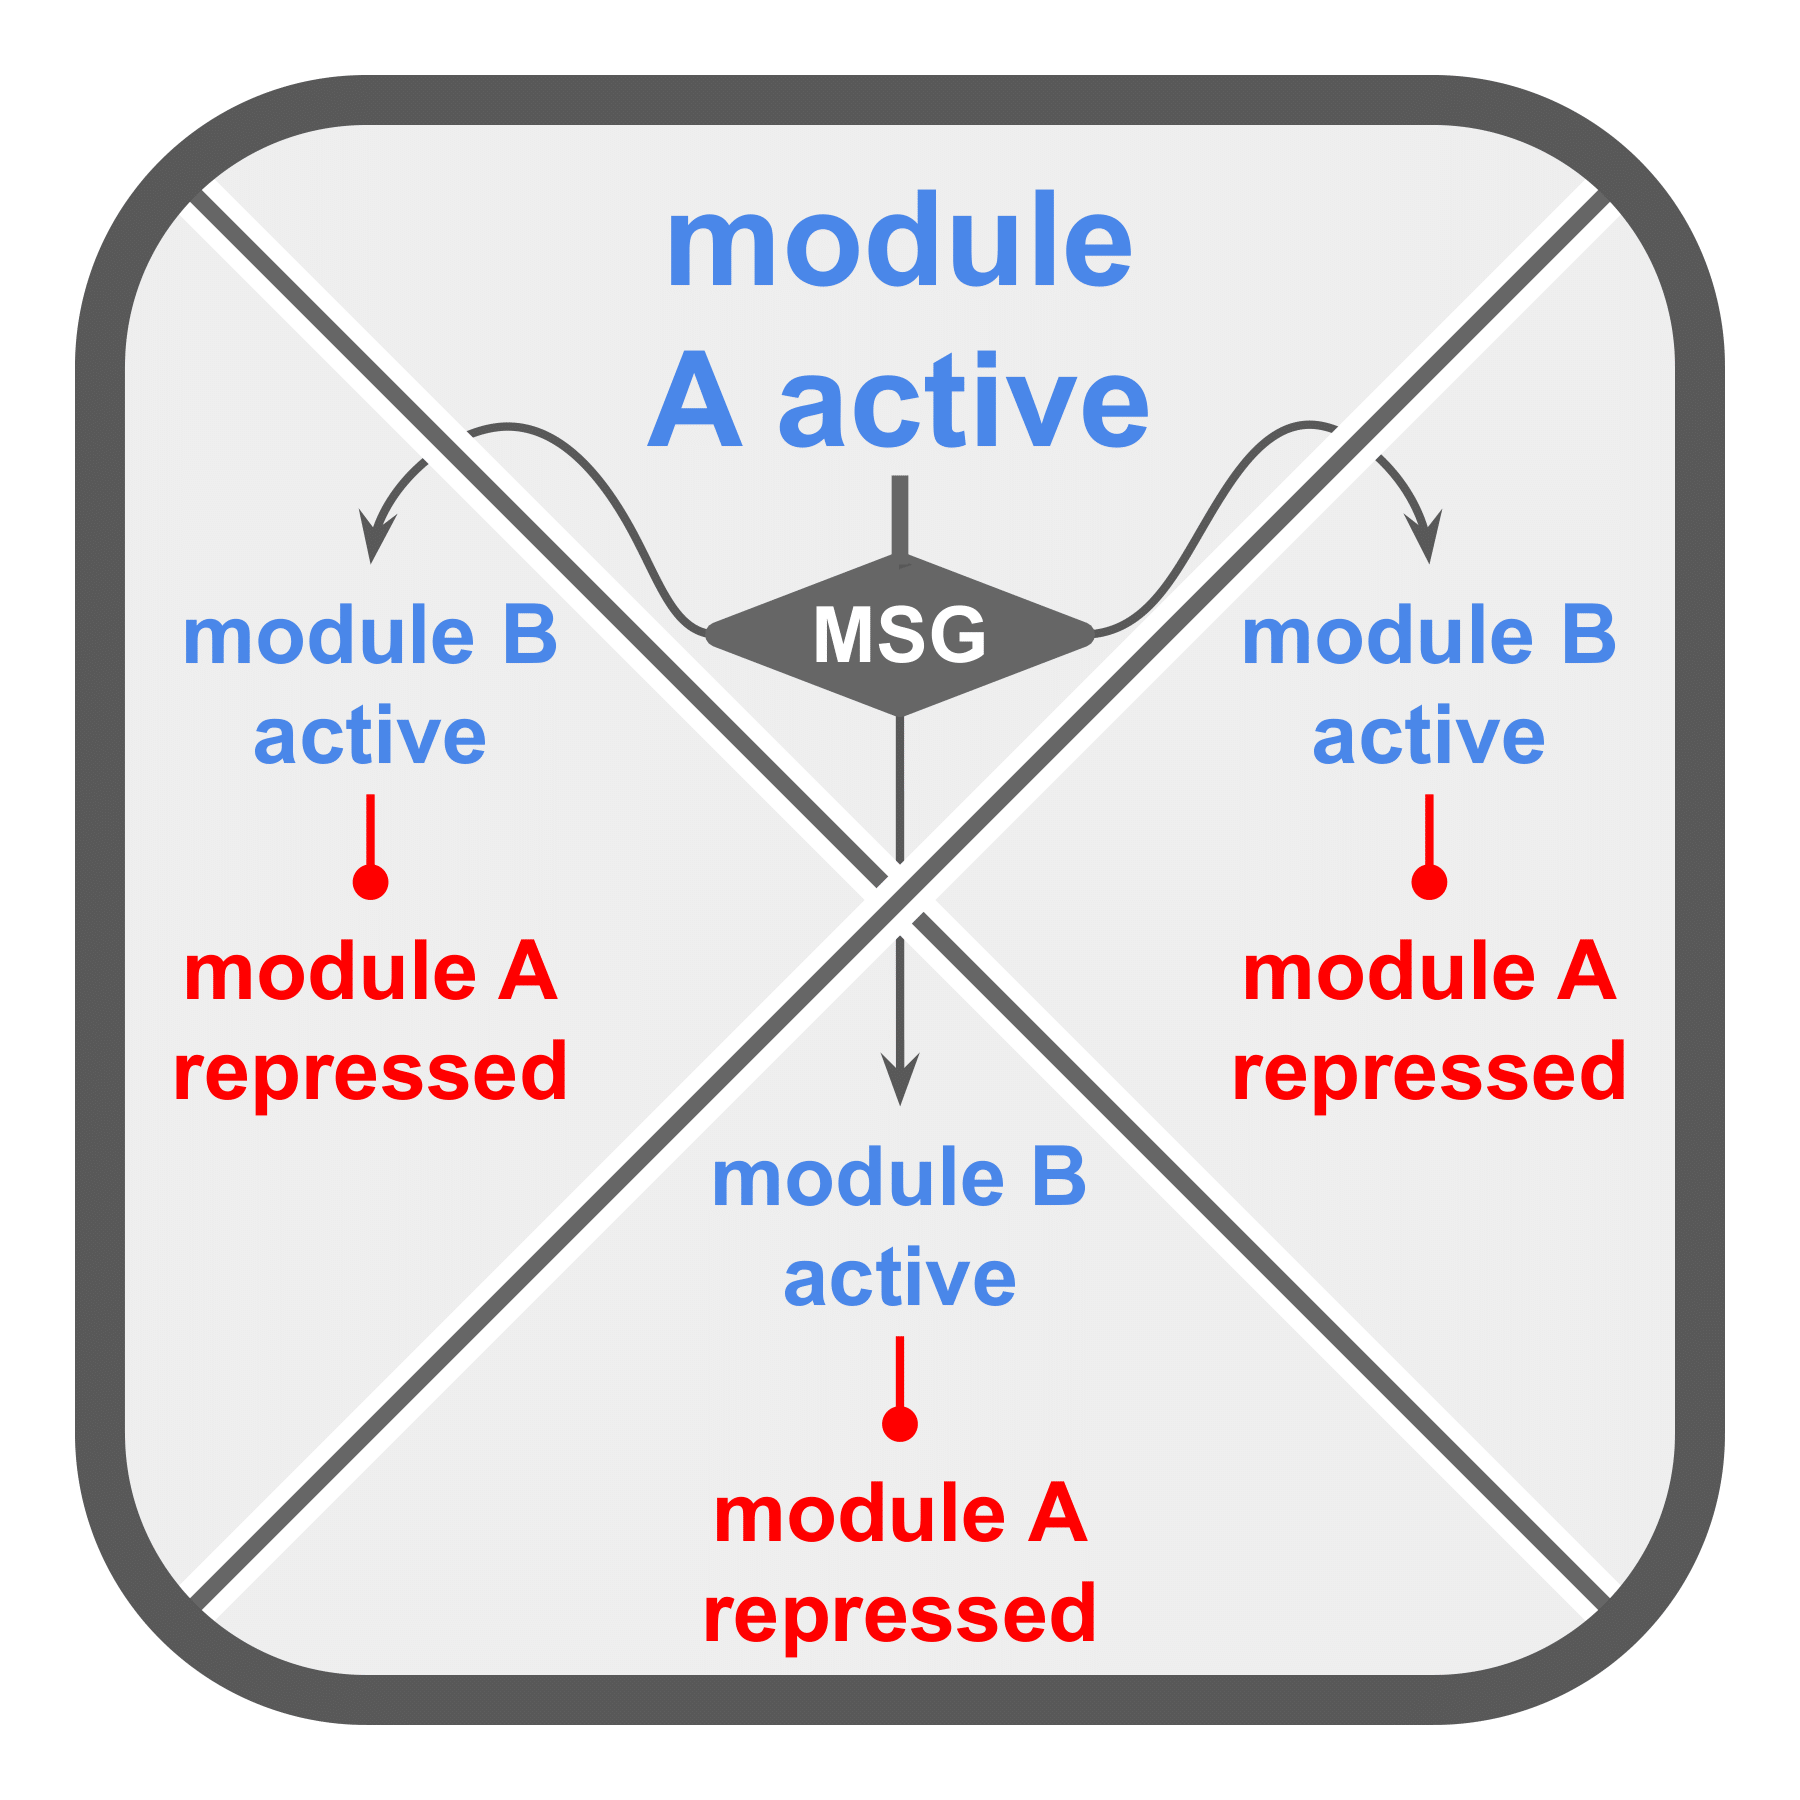 module
A active
MSG
module B
active
module A
repressed
module B
active
module A
repressed
module B
active
module A
repressed